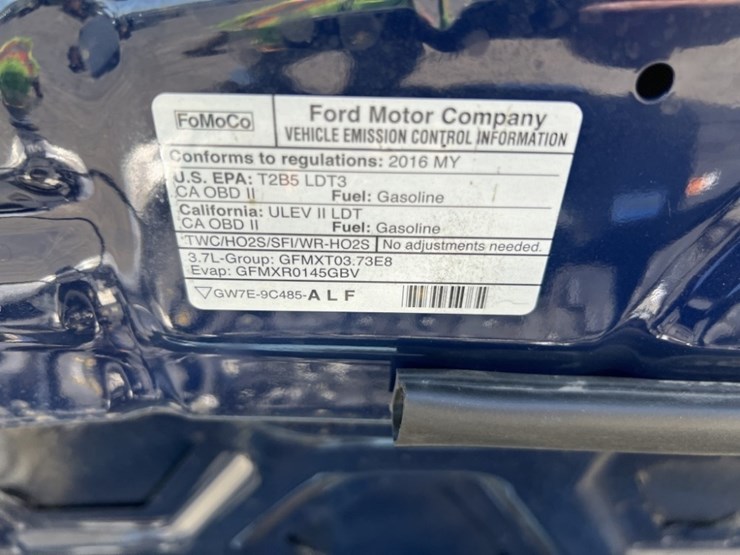 FoMoCo
Ford Motor Company
VEHICLE EMISSION CONTROL INFORMATION
Conforms to regulations: 2016 MY
U.S. EPA: T2B5 LDT3
CA OBD II Fuel: Gasoline
California: ULEV II LDT
CA OBD II Fuel: Gasoline
TWC/HO2S/SFI/WR-HO2S No adjustments needed.
3.7L-Group: GFMXT03.73E8
Evap: GFMXR0145GBV
GW7E-9C485-A L F